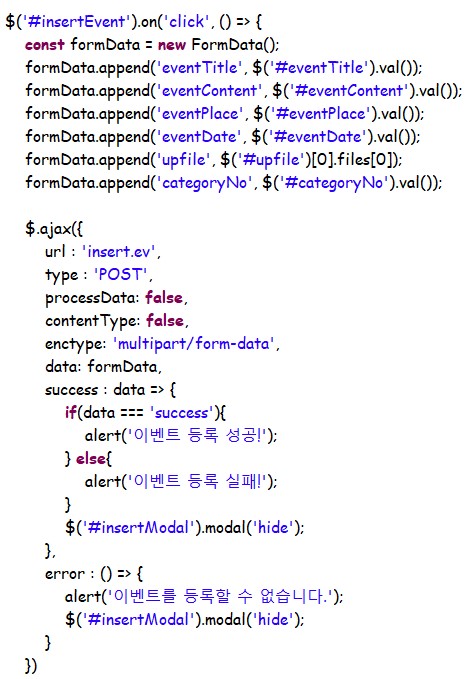 $('#insertEvent').on('click', () => {
const formData = new FormData();
formData.append('eventTitle', $('#eventTitle').val());
formData.append('eventContent', $('#eventContent').val());
formData.append('eventPlace', $('#eventPlace').val());
formData.append('eventDate', $('#eventDate').val());
formData.append('upfile', $('#upfile')[0].files[0]);
formData.append('categoryNo', $('#categoryNo').val());
$.ajax({
url : 'insert.ev',
type : 'POST',
processData: false,
contentType: false,
enctype: 'multipart/form-data',
data: formData,
success : data => {
if(data === 'success'){
alert('이벤트 등록 성공!');
} else{
alert('이벤트 등록 실패!');
}
$('#insertModal').modal('hide');
},
error : () => {
alert('이벤트를 등록할 수 없습니다.');
$('#insertModal').modal('hide');
}
})